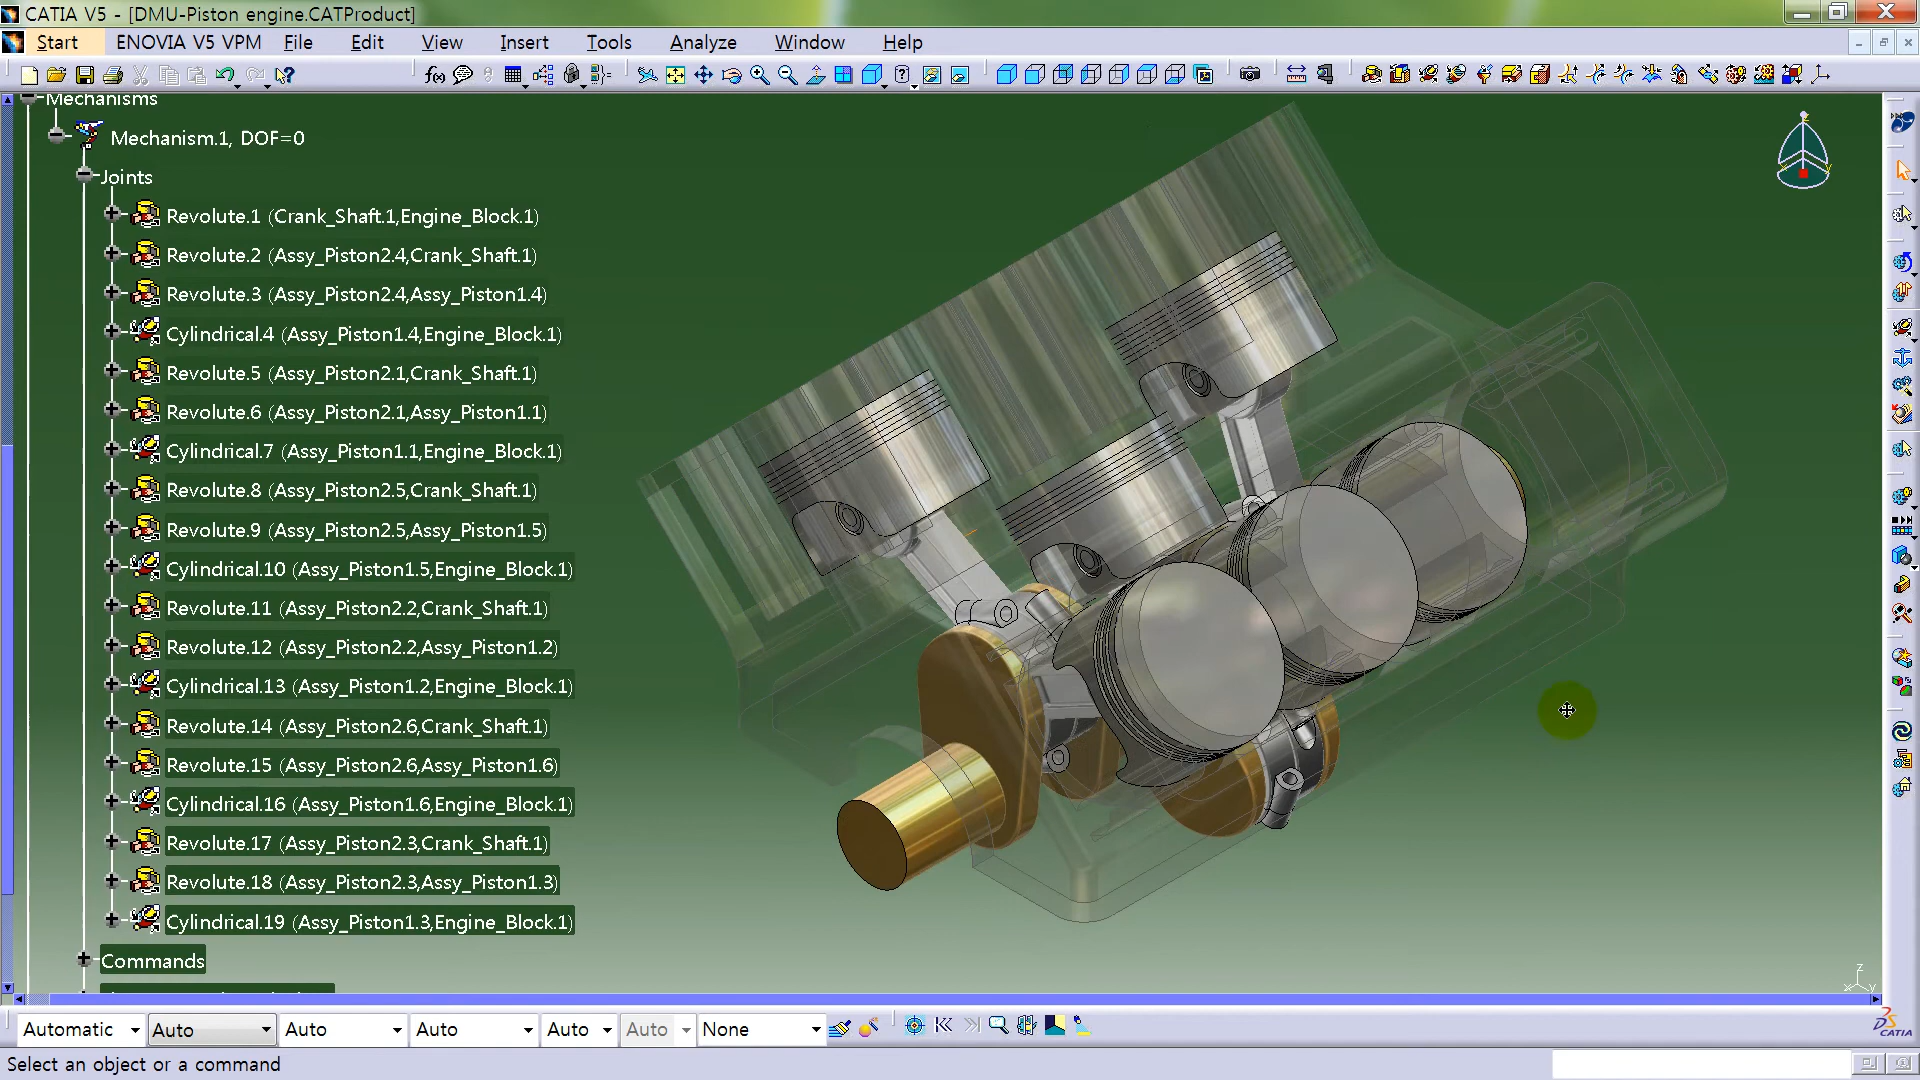 CATIA V5 - [DMU-Piston engine.CATProduct]
Start ENOVIA V5 VPM File Edit View Insert Tools Analyze Window Help
Mechanisms
Mechanism.1, DOF=0
Joints
Revolute.1 (Crank_Shaft.1,Engine_Block.1)
Revolute.2 (Assy_Piston2.4,Crank_Shaft.1)
Revolute.3 (Assy_Piston2.4,Assy_Piston1.4)
Cylindrical.4 (Assy_Piston1.4,Engine_Block.1)
Revolute.5 (Assy_Piston2.1,Crank_Shaft.1)
Revolute.6 (Assy_Piston2.1,Assy_Piston1.1)
Cylindrical.7 (Assy_Piston1.1,Engine_Block.1)
Revolute.8 (Assy_Piston2.5,Crank_Shaft.1)
Revolute.9 (Assy_Piston2.5,Assy_Piston1.5)
Cylindrical.10 (Assy_Piston1.5,Engine_Block.1)
Revolute.11 (Assy_Piston2.2,Crank_Shaft.1)
Revolute.12 (Assy_Piston2.2,Assy_Piston1.2)
Cylindrical.13 (Assy_Piston1.2,Engine_Block.1)
Revolute.14 (Assy_Piston2.6,Crank_Shaft.1)
Revolute.15 (Assy_Piston2.6,Assy_Piston1.6)
Cylindrical.16 (Assy_Piston1.6,Engine_Block.1)
Revolute.17 (Assy_Piston2.3,Crank_Shaft.1)
Revolute.18 (Assy_Piston2.3,Assy_Piston1.3)
Cylindrical.19 (Assy_Piston1.3,Engine_Block.1)
Commands
Automatic Auto Auto Auto Auto Auto None
CATIA
Select an object or a command